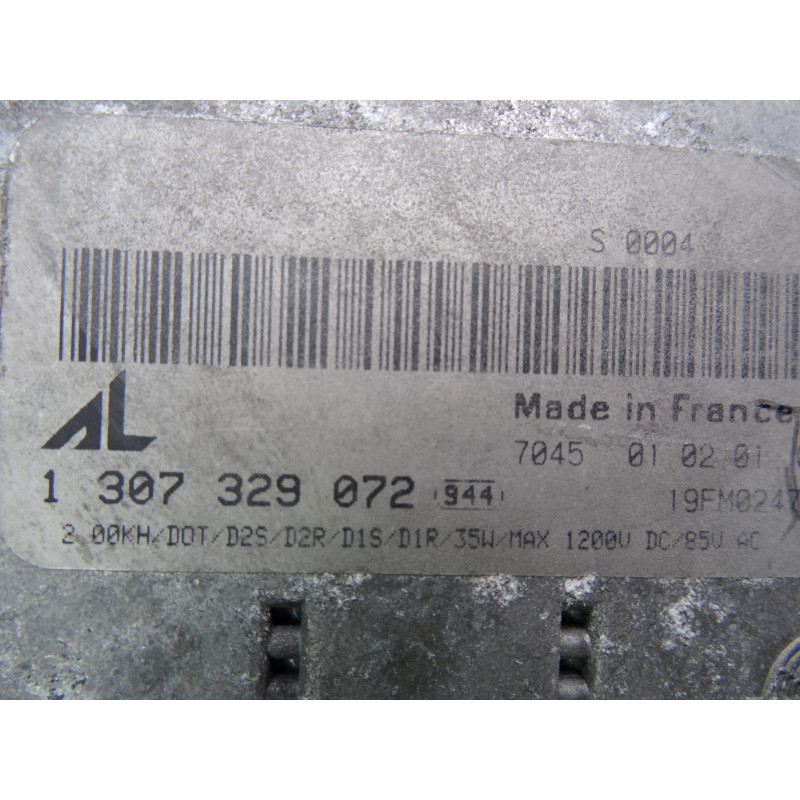 S 0004
AL
Made in France
7045 01 02 01
1 307 329 072 944 19FM0247
2.00KH/DOT/D2S/D2R/D1S/D1R/35W/MAX 1200V DC/85V AC